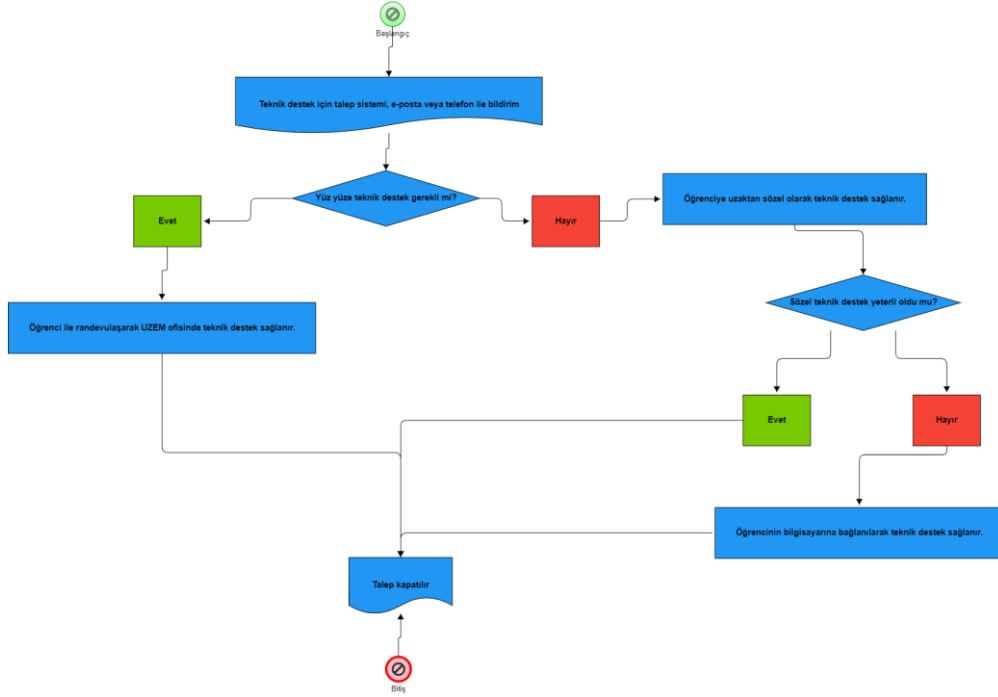 Başlangıç
Teknik destek için talep sistemi, e-posta veya telefon ile bildirim
Yüz yüze teknik destek gerekli mi?
Evet
Hayır
Öğrenciye uzaktan sözel olarak teknik destek sağlanır.
Sözel teknik destek yeterli oldu mu?
Öğrenci ile randevulaşarak UZEM ofisinde teknik destek sağlanır.
Evet
Hayır
Öğrencinin bilgisayarına bağlanılarak teknik destek sağlanır.
Talep kapatılır
Bitiş